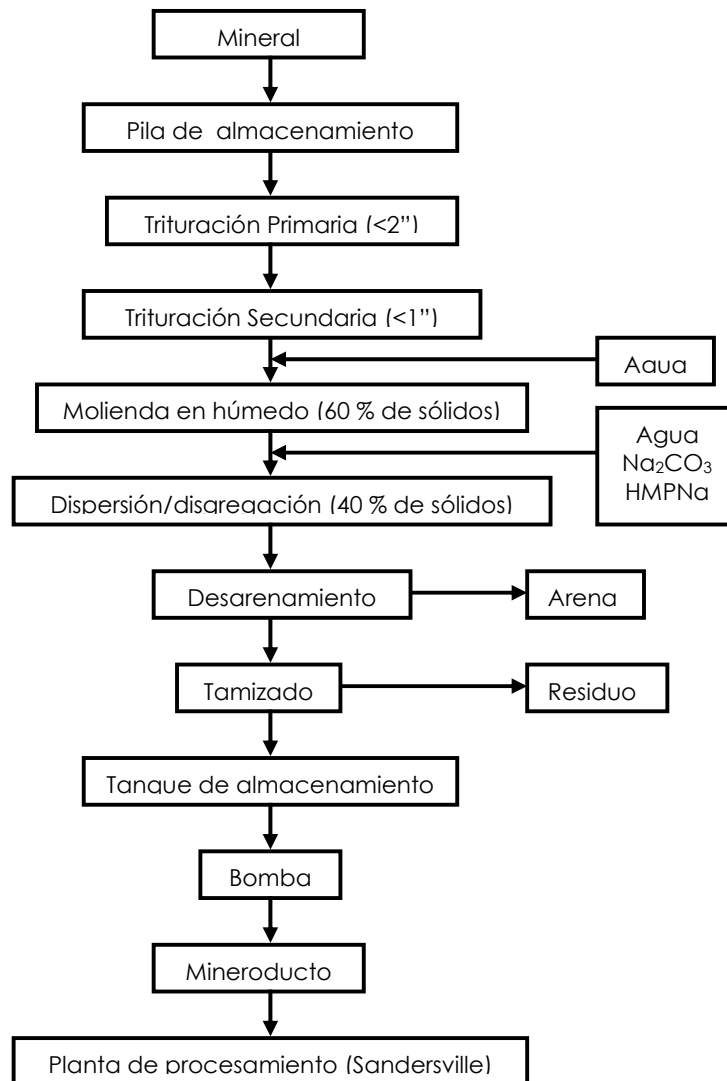 Mineral
Pila de almacenamiento
Trituración Primaria (<2”)
Trituración Secundaria (<1”)
Agua
Molienda en húmedo (60 % de sólidos)
Agua
Na₂CO₃
HMPNa
Dispersión/disgregación (40 % de sólidos)
Desarenamiento
Arena
Tamizado
Residuo
Tanque de almacenamiento
Bomba
Mineroducto
Planta de procesamiento (Sandersville)